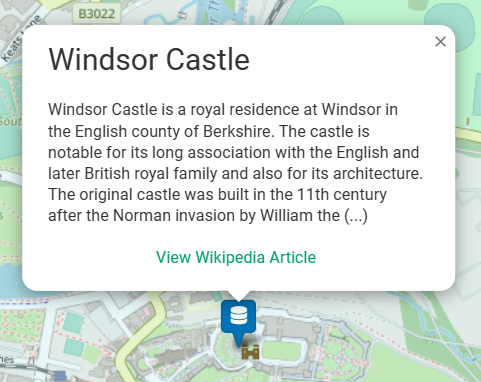 B3022
Keats Lane
×
Windsor Castle
Windsor Castle is a royal residence at Windsor in
the English county of Berkshire. The castle is
notable for its long association with the English and
later British royal family and also for its architecture.
The original castle was built in the 11th century
after the Norman invasion by William the (...)
View Wikipedia Article